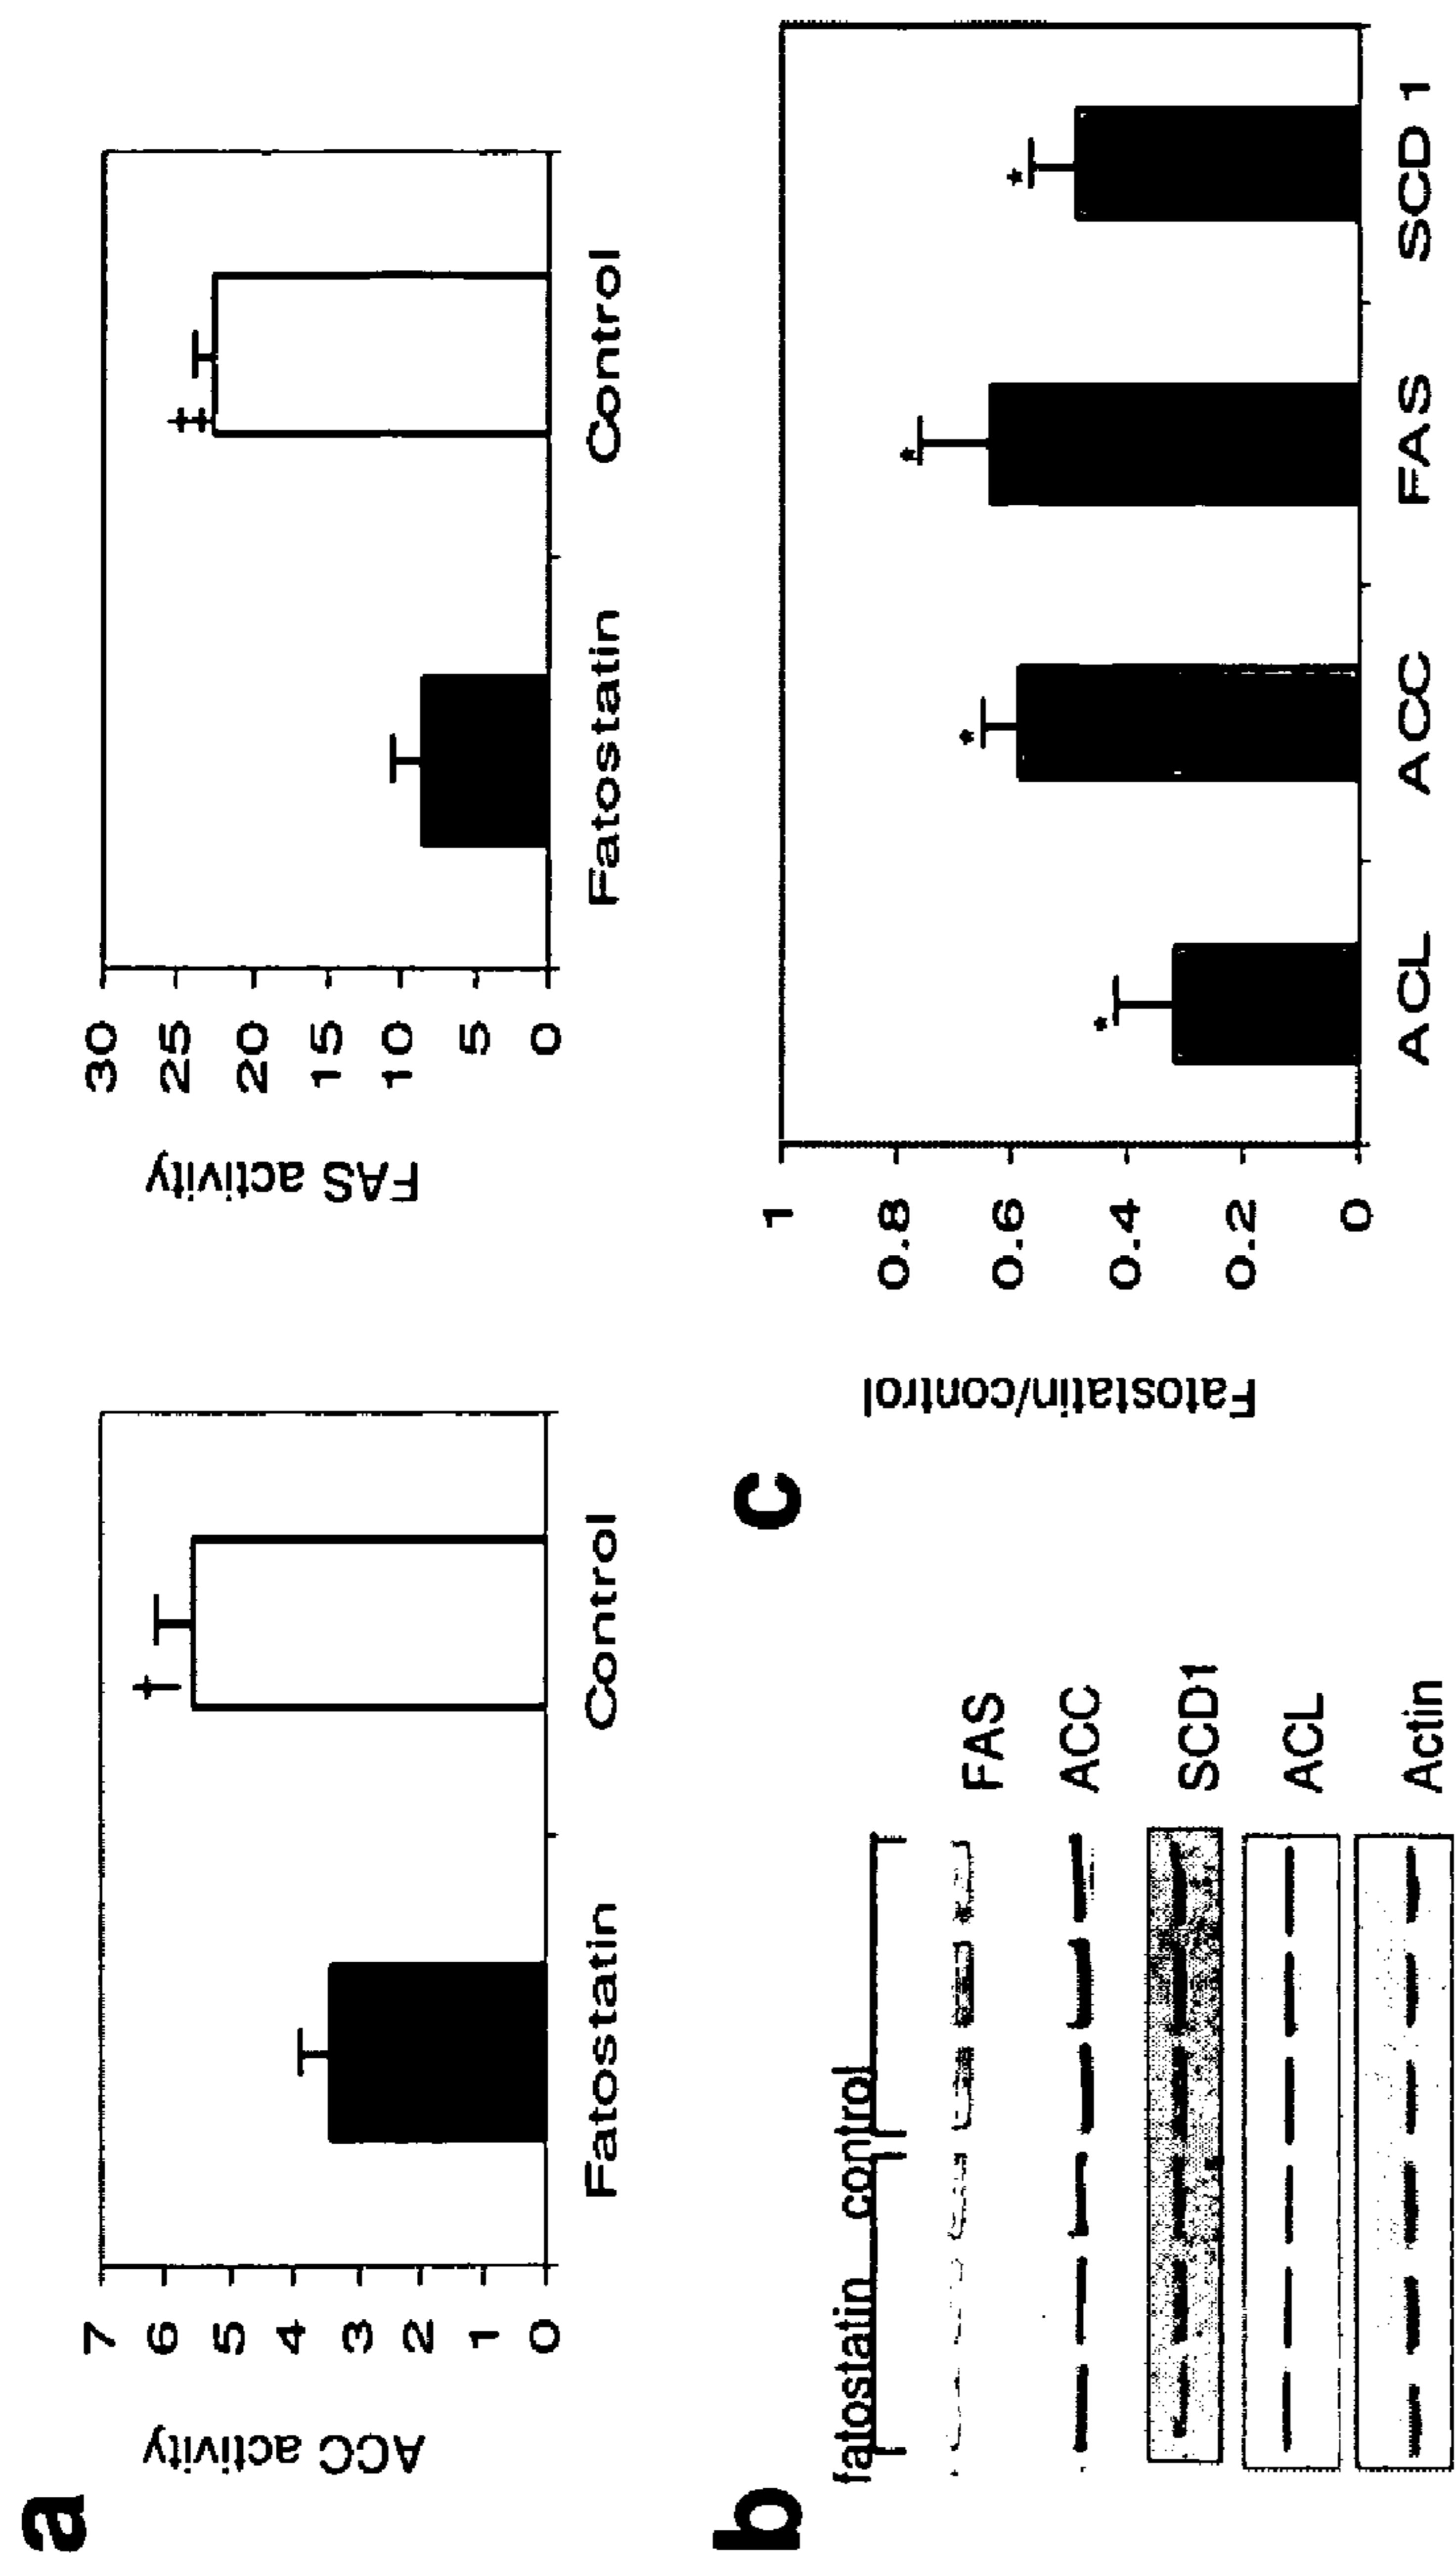 a
ACC activity
7
6
5
4
3
2
1
0
†
Fatostatin
Control
FAS activity
30
25
20
15
10
5
0
‡
Fatostatin
Control
b
fatostatin
control
FAS
ACC
SCD1
ACL
Actin
c
Fatostatin/control
1
0.8
0.6
0.4
0.2
0
*
*
*
*
ACL
ACC
FAS
SCD 1